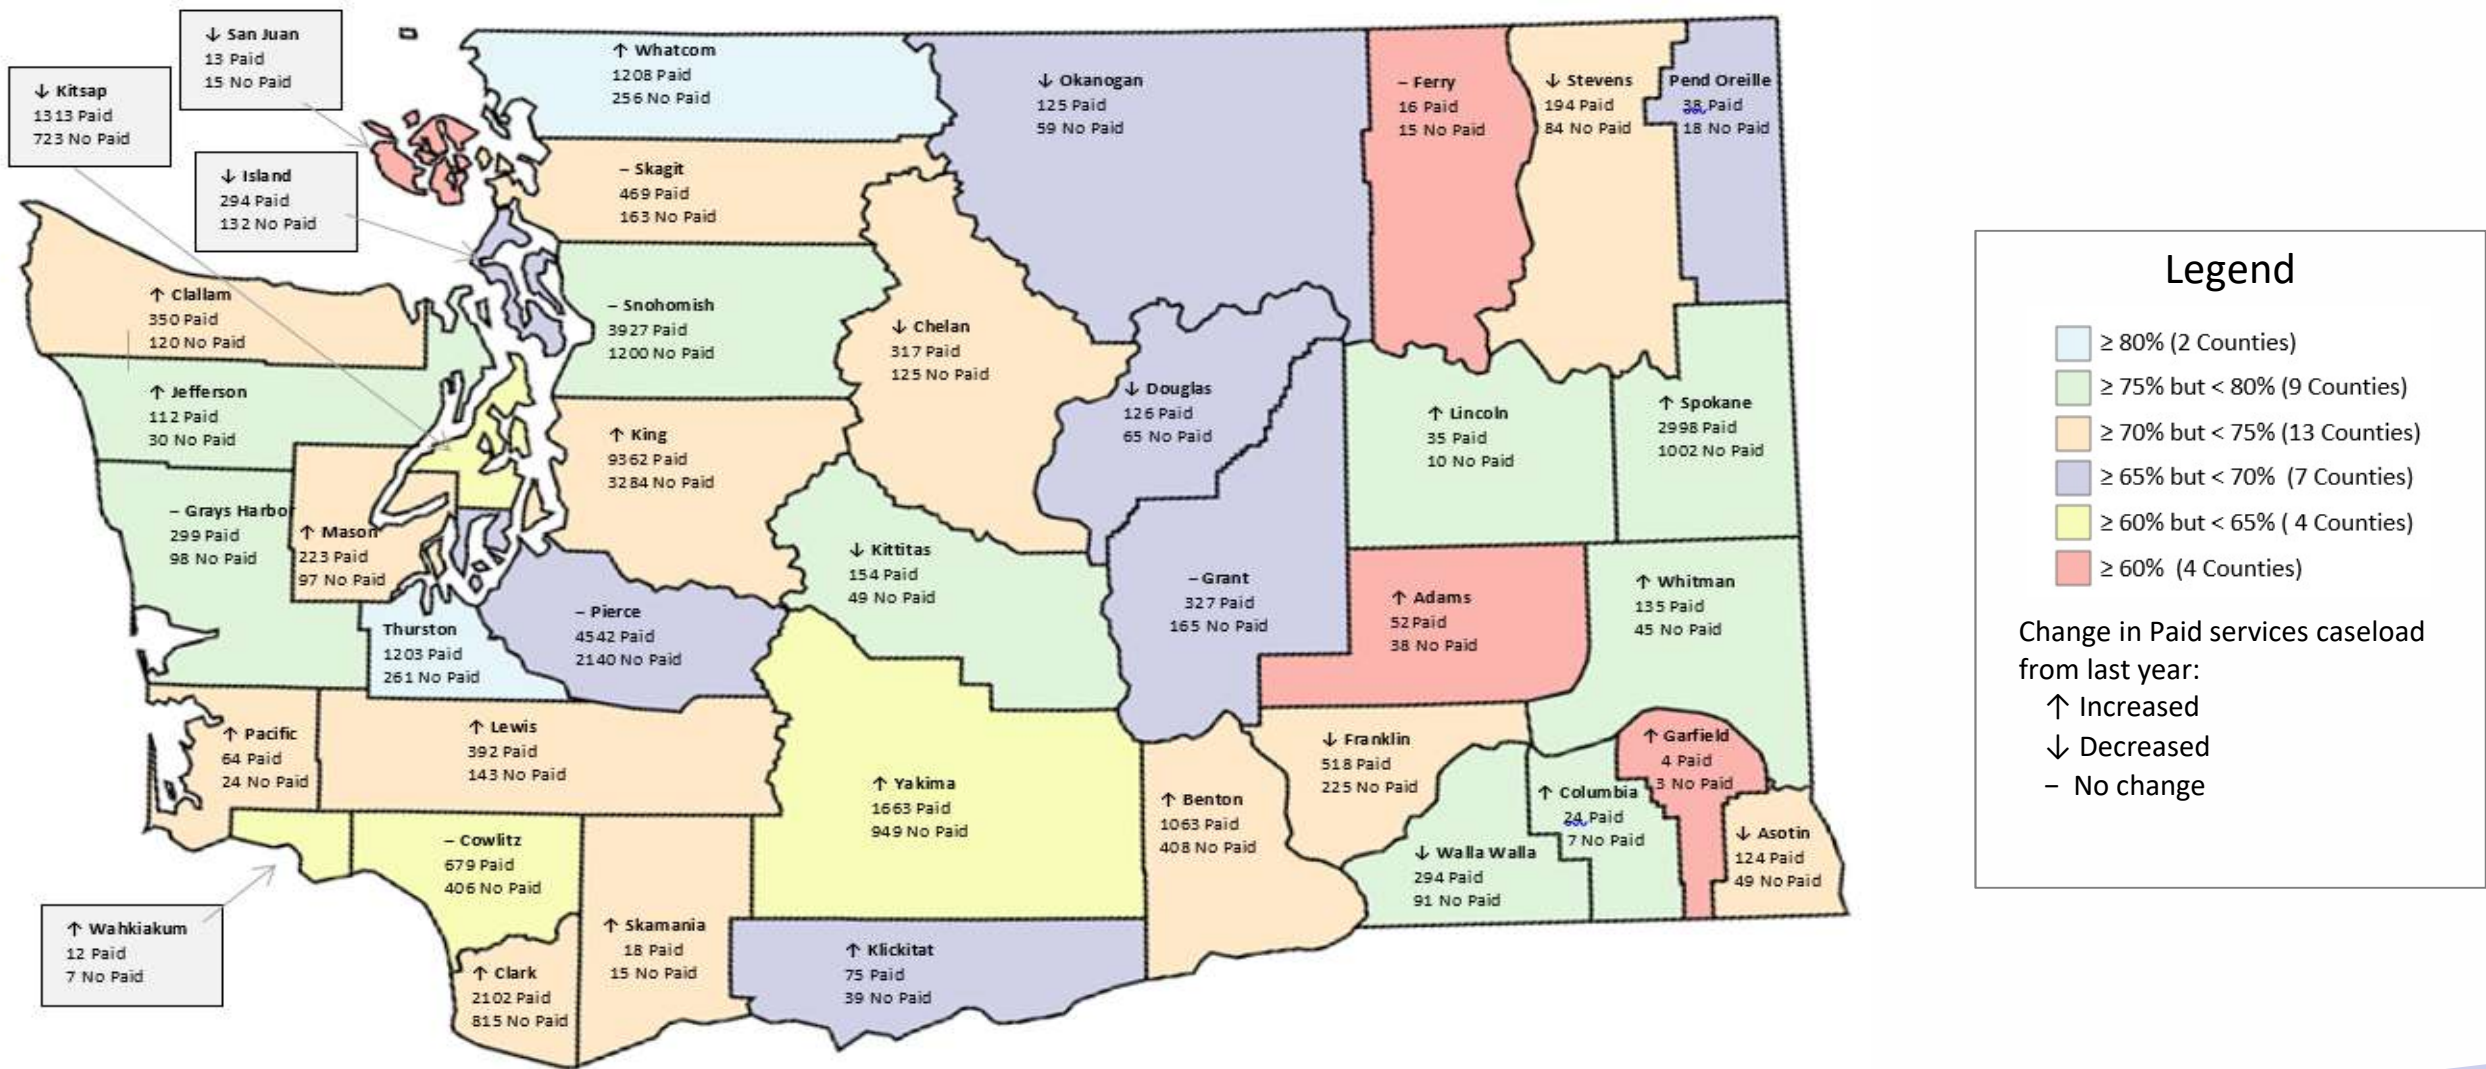 ↓ San Juan
13 Paid
15 No Paid
↓ Kitsap
1313 Paid
723 No Paid
↓ Island
294 Paid
132 No Paid
↑ Whatcom
1208 Paid
256 No Paid
– Skagit
469 Paid
163 No Paid
↓ Okanogan
125 Paid
59 No Paid
– Ferry
16 Paid
15 No Paid
↓ Stevens
194 Paid
84 No Paid
Pend Oreille
38 Paid
18 No Paid
↑ Clallam
350 Paid
120 No Paid
– Snohomish
3927 Paid
1200 No Paid
↓ Chelan
317 Paid
125 No Paid
↑ Jefferson
112 Paid
30 No Paid
↑ King
9362 Paid
3284 No Paid
↓ Douglas
126 Paid
65 No Paid
↑ Lincoln
35 Paid
10 No Paid
↑ Spokane
2998 Paid
1002 No Paid
– Grays Harbor
299 Paid
98 No Paid
↑ Mason
223 Paid
97 No Paid
↓ Kittitas
154 Paid
49 No Paid
– Grant
327 Paid
165 No Paid
↑ Adams
52 Paid
38 No Paid
↑ Whitman
135 Paid
45 No Paid
Thurston
1203 Paid
261 No Paid
– Pierce
4542 Paid
2140 No Paid
↑ Pacific
64 Paid
24 No Paid
↑ Lewis
392 Paid
143 No Paid
↑ Yakima
1663 Paid
949 No Paid
↑ Benton
1063 Paid
408 No Paid
↓ Franklin
518 Paid
225 No Paid
↑ Garfield
4 Paid
3 No Paid
↑ Columbia
24 Paid
7 No Paid
↓ Walla Walla
294 Paid
91 No Paid
↓ Asotin
124 Paid
49 No Paid
– Cowlitz
679 Paid
406 No Paid
↑ Wahkiakum
12 Paid
7 No Paid
↑ Skamania
18 Paid
15 No Paid
↑ Clark
2102 Paid
815 No Paid
↑ Klickitat
75 Paid
39 No Paid
Legend
≥ 80% (2 Counties)
≥ 75% but < 80% (9 Counties)
≥ 70% but < 75% (13 Counties)
≥ 65% but < 70% (7 Counties)
≥ 60% but < 65% ( 4 Counties)
≥ 60% (4 Counties)
Change in Paid services caseload
from last year:
↑ Increased
↓ Decreased
– No change